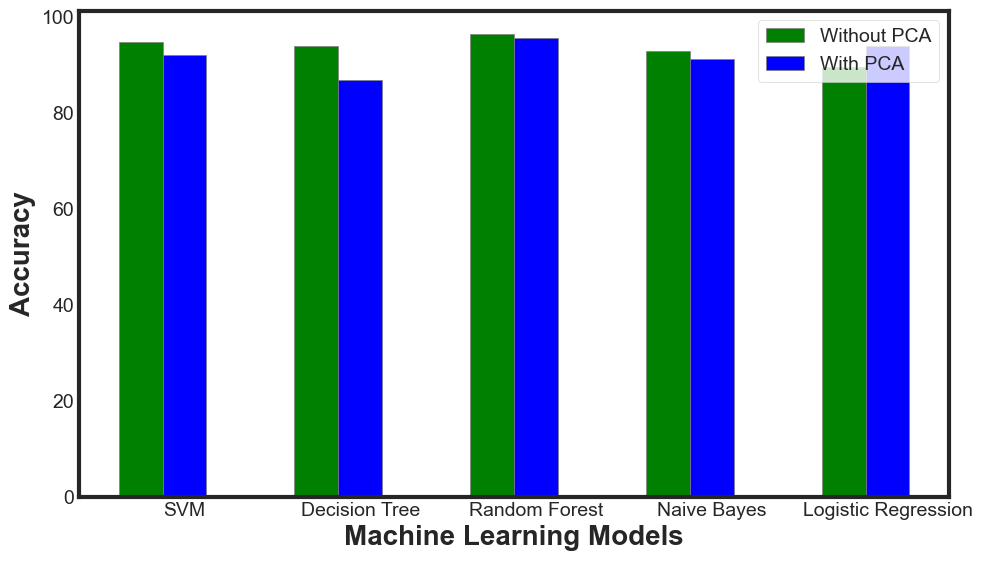 100
80
60
40
20
0
Accuracy
Without PCA
With PCA
SVM
Decision Tree
Random Forest
Naive Bayes
Logistic Regression
Machine Learning Models